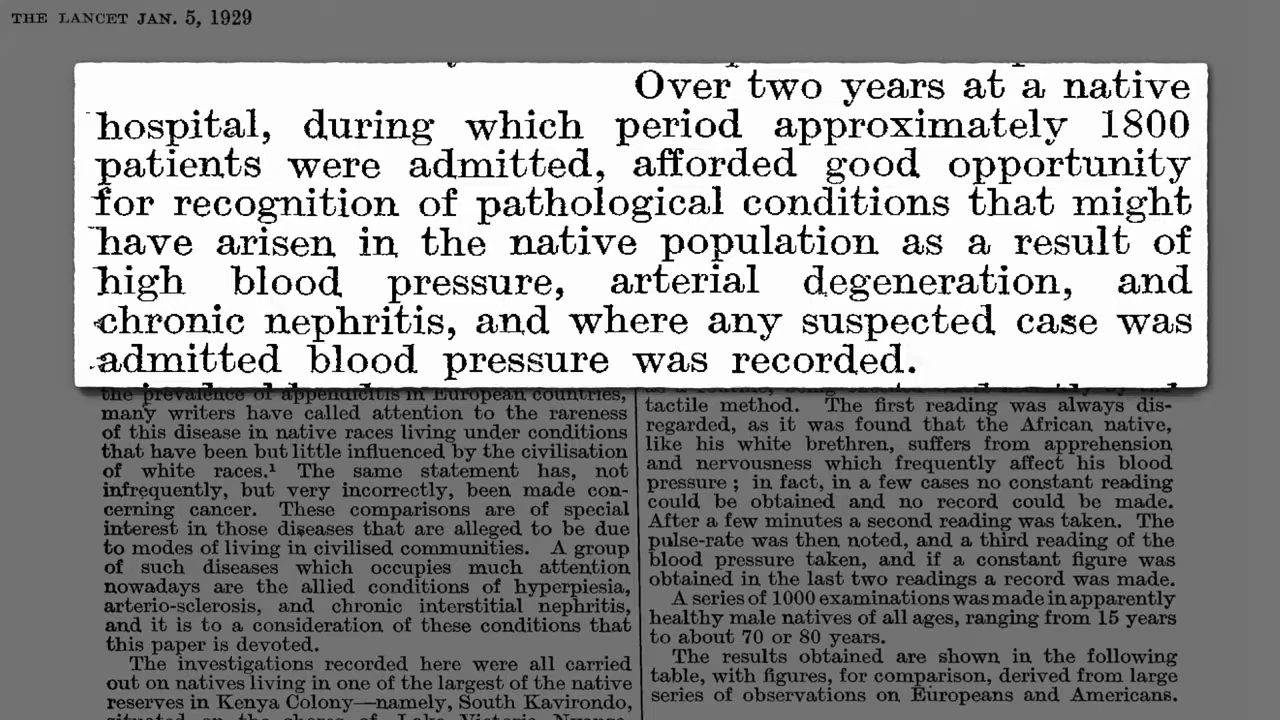 THE LANCET JAN. 5, 1929
Over two years at a native
hospital, during which period approximately 1800
patients were admitted, afforded good opportunity
for recognition of pathological conditions that might
have arisen in the native population as a result of
high blood pressure, arterial degeneration, and
chronic nephritis, and where any suspected case was
admitted blood pressure was recorded.
the prevalence of appendicitis in European countries,
many writers have called attention to the rareness
of this disease in native races living under conditions
that have been but little influenced by the civilisation
of white races.¹ The same statement has, not
infrequently, but very incorrectly, been made con-
cerning cancer. These comparisons are of special
interest in those diseases that are alleged to be due
to modes of living in civilised communities. A group
of such diseases which occupies much attention
nowadays are the allied conditions of hyperpiesia,
arterio-sclerosis, and chronic interstitial nephritis,
and it is to a consideration of these conditions that
this paper is devoted.
The investigations recorded here were all carried
out on natives living in one of the largest of the native
reserves in Kenya Colony—namely, South Kavirondo,
situated on the shores of Lake Victoria Nyanza.
tactile method. The first reading was always dis-
regarded, as it was found that the African native,
like his white brethren, suffers from apprehension
and nervousness which frequently affect his blood
pressure; in fact, in a few cases no constant reading
could be obtained and no record could be made.
After a few minutes a second reading was taken. The
pulse-rate was then noted, and a third reading of the
blood pressure taken, and if a constant figure was
obtained in the last two readings a record was made.
A series of 1000 examinations was made in apparently
healthy male natives of all ages, ranging from 15 years
to about 70 or 80 years.
The results obtained are shown in the following
table, with figures, for comparison, derived from large
series of observations on Europeans and Americans.